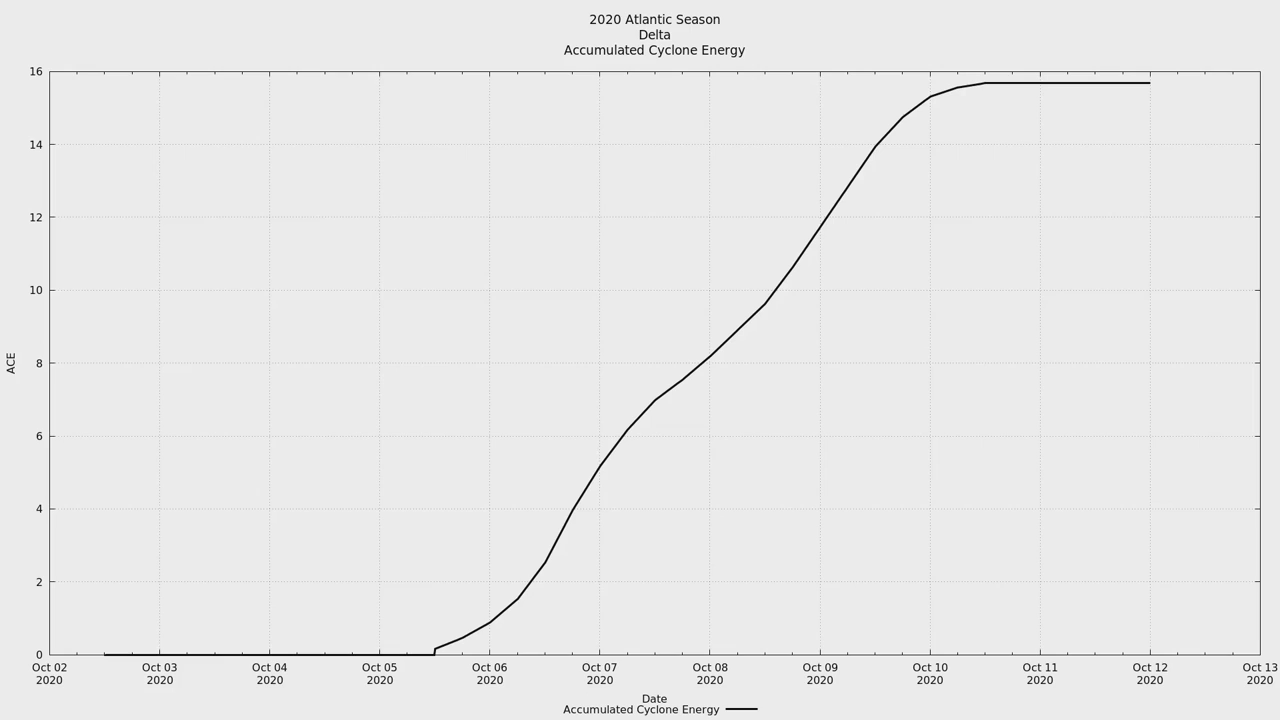 2020 Atlantic Season
Delta
Accumulated Cyclone Energy
16
14
12
10
8
6
4
2
0
ACE
Oct 02 Oct 03 Oct 04 Oct 05 Oct 06 Oct 07 Oct 08 Oct 09 Oct 10 Oct 11 Oct 12 Oct 13
2020 2020 2020 2020 2020 2020 2020 2020 2020 2020 2020 2020
Date
Accumulated Cyclone Energy